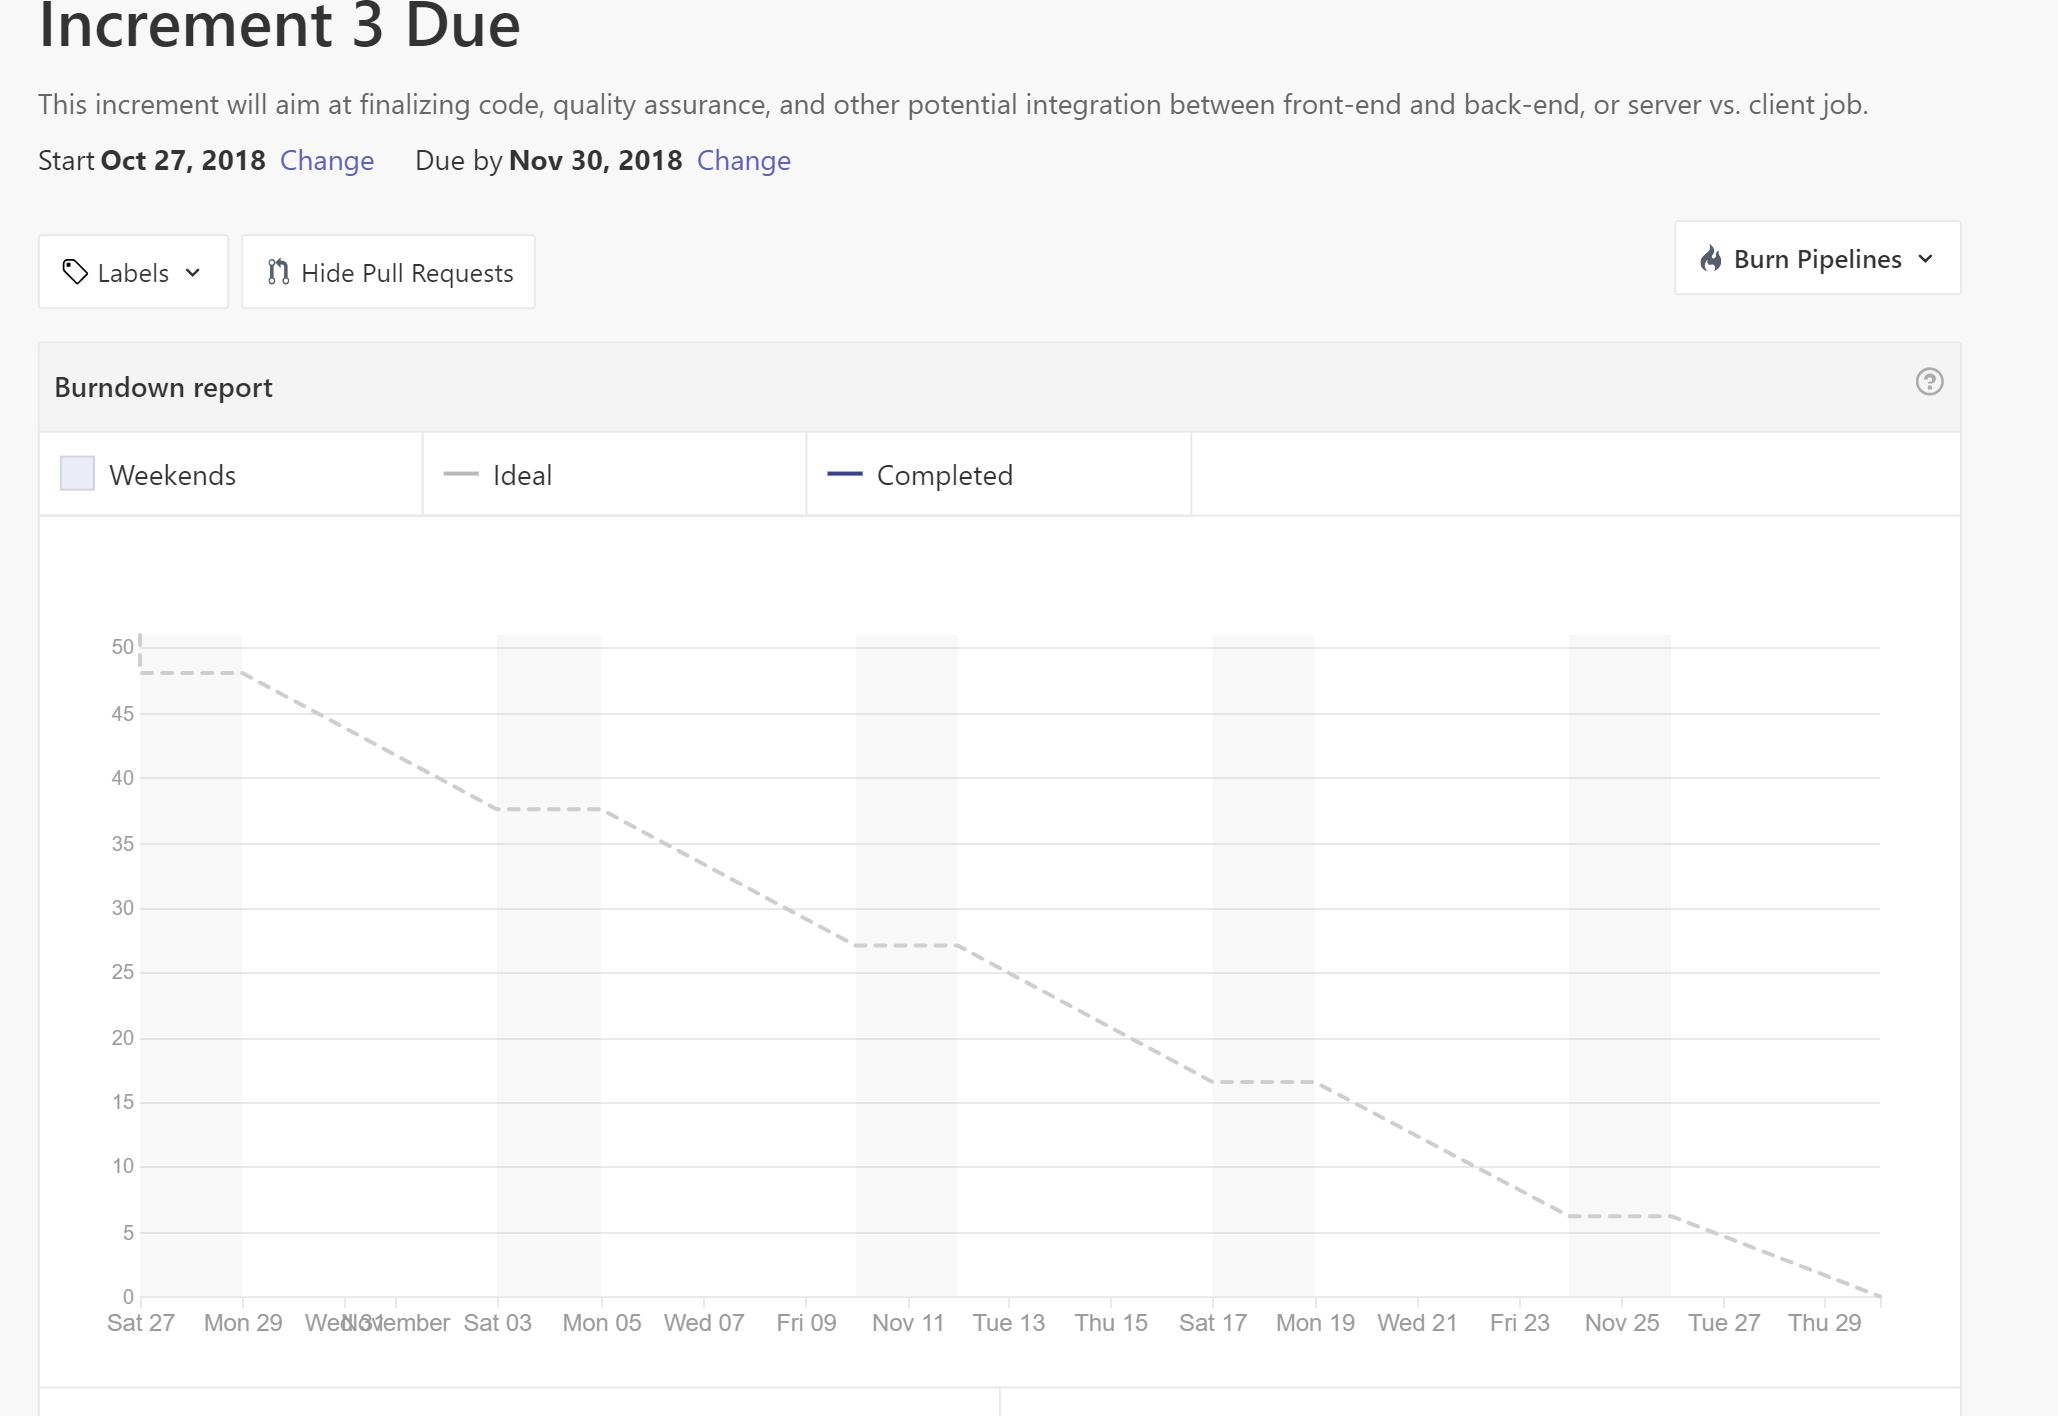 Increment 3 Due
This increment will aim at finalizing code, quality assurance, and other potential integration between front-end and back-end, or server vs. client job.
Start Oct 27, 2018 Change Due by Nov 30, 2018 Change
Labels Hide Pull Requests Burn Pipelines
Burndown report
Weekends Ideal Completed
50
45
40
35
30
25
20
15
10
5
0
Sat 27 Mon 29 Wed 31 November Sat 03 Mon 05 Wed 07 Fri 09 Nov 11 Tue 13 Thu 15 Sat 17 Mon 19 Wed 21 Fri 23 Nov 25 Tue 27 Thu 29